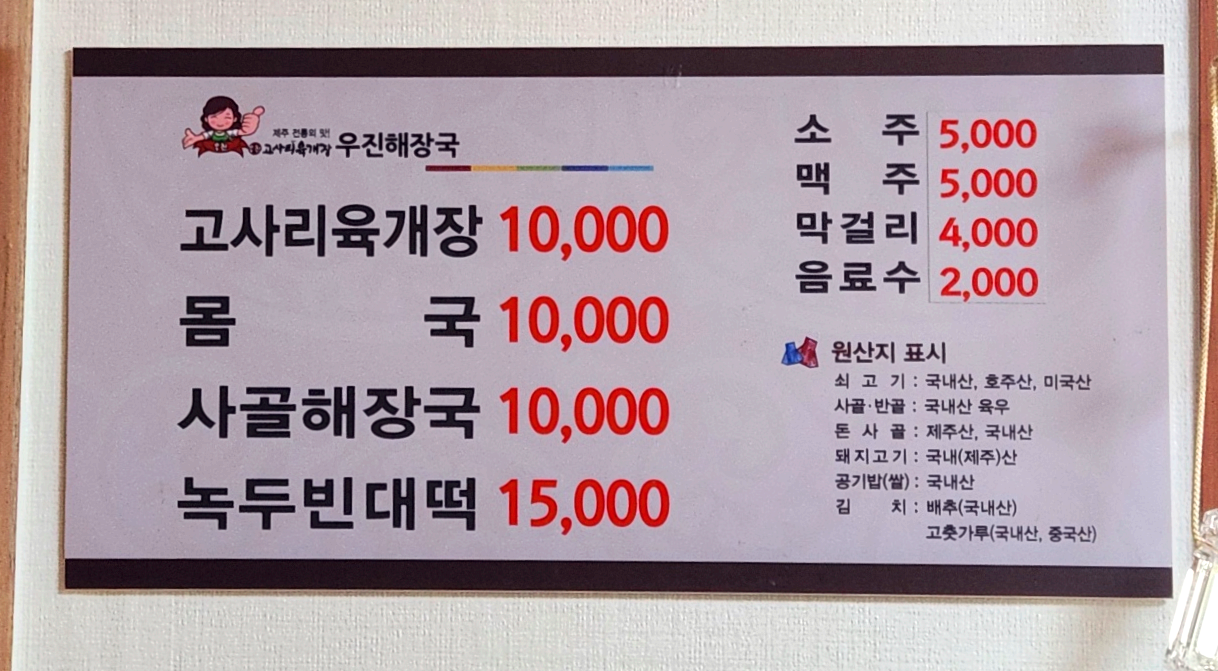 제주 전통의 맛!
고사리육개장 우진해장국
고사리육개장 10,000
몸국 10,000
사골해장국 10,000
녹두빈대떡 15,000
소주 5,000
맥주 5,000
막걸리 4,000
음료수 2,000
원산지 표시
쇠고기 : 국내산, 호주산, 미국산
사골·반골 : 국내산 육우
돈사골 : 제주산, 국내산
돼지고기 : 국내(제주)산
공기밥(쌀) : 국내산
김치 : 배추(국내산)
고춧가루(국내산, 중국산)